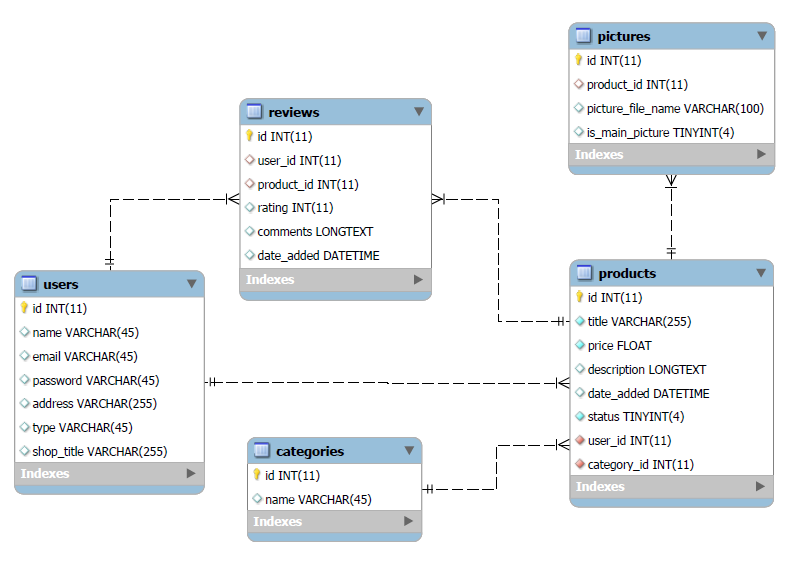 pictures
id INT(11)
product_id INT(11)
picture_file_name VARCHAR(100)
is_main_picture TINYINT(4)
Indexes
reviews
id INT(11)
user_id INT(11)
product_id INT(11)
rating INT(11)
comments LONGTEXT
date_added DATETIME
Indexes
users
id INT(11)
name VARCHAR(45)
email VARCHAR(45)
password VARCHAR(45)
address VARCHAR(255)
type VARCHAR(45)
shop_title VARCHAR(255)
Indexes
products
id INT(11)
title VARCHAR(255)
price FLOAT
description LONGTEXT
date_added DATETIME
status TINYINT(4)
user_id INT(11)
category_id INT(11)
Indexes
categories
id INT(11)
name VARCHAR(45)
Indexes